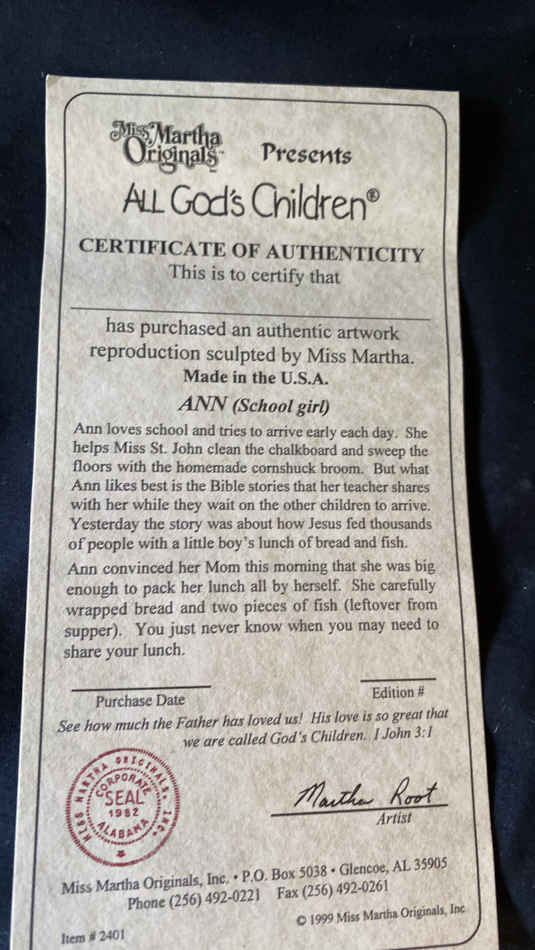 Miss Martha
Originals™ Presents
ALL God's Children®
CERTIFICATE OF AUTHENTICITY
This is to certify that
has purchased an authentic artwork
reproduction sculpted by Miss Martha.
Made in the U.S.A.
ANN (School girl)
Ann loves school and tries to arrive early each day. She
helps Miss St. John clean the chalkboard and sweep the
floors with the homemade cornshuck broom. But what
Ann likes best is the Bible stories that her teacher shares
with her while they wait on the other children to arrive.
Yesterday the story was about how Jesus fed thousands
of people with a little boy's lunch of bread and fish.
Ann convinced her Mom this morning that she was big
enough to pack her lunch all by herself. She carefully
wrapped bread and two pieces of fish (leftover from
supper). You just never know when you may need to
share your lunch.
Purchase Date Edition #
See how much the Father has loved us! His love is so great that
we are called God's Children. I John 3:1
MISS MARTHA ORIGINALS, INC.
CORPORATE
SEAL
1982
ALABAMA
Martha Root
Artist
Miss Martha Originals, Inc. • P.O. Box 5038 • Glencoe, AL 35905
Phone (256) 492-0221 Fax (256) 492-0261
© 1999 Miss Martha Originals, Inc
Item # 2401